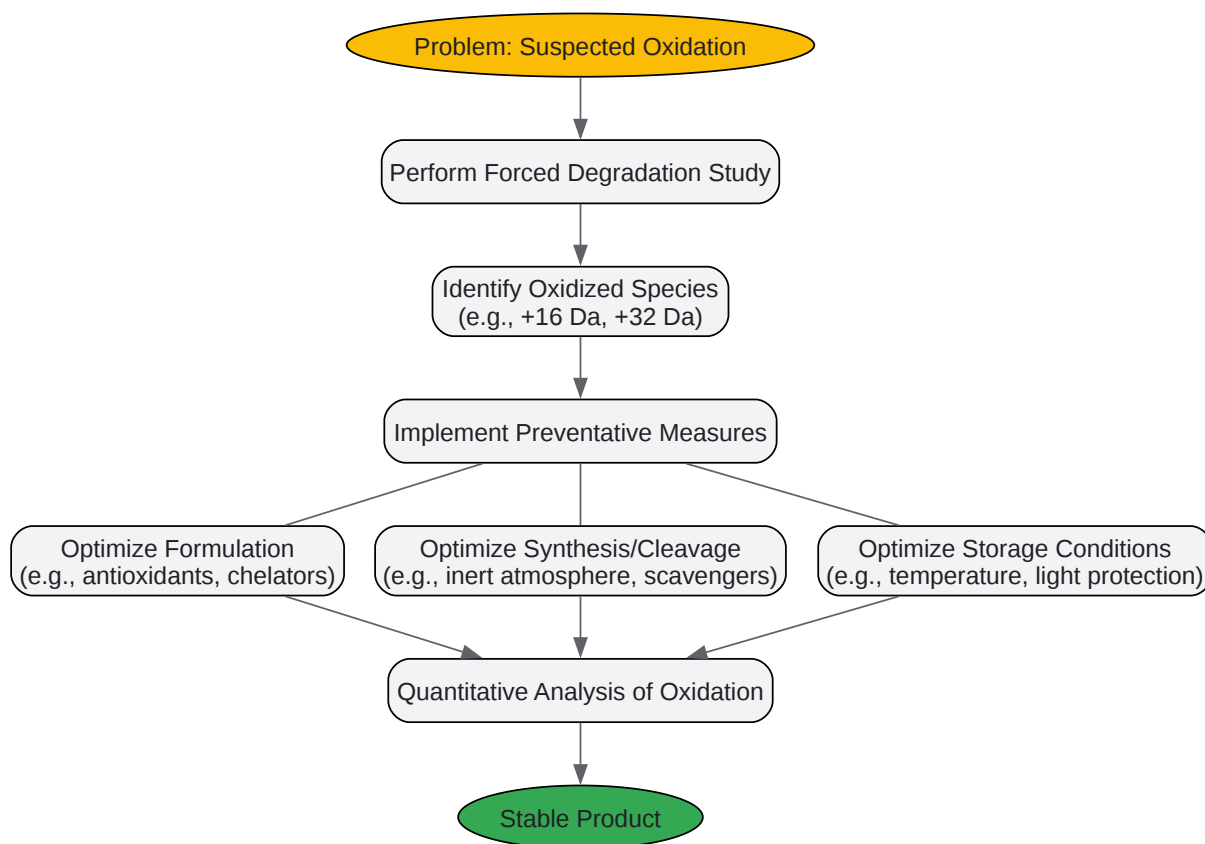 Problem: Suspected Oxidation
Perform Forced Degradation Study
Identify Oxidized Species
(e.g., +16 Da, +32 Da)
Implement Preventative Measures
Optimize Formulation
(e.g., antioxidants, chelators)
Optimize Synthesis/Cleavage
(e.g., inert atmosphere, scavengers)
Optimize Storage Conditions
(e.g., temperature, light protection)
Quantitative Analysis of Oxidation
Stable Product